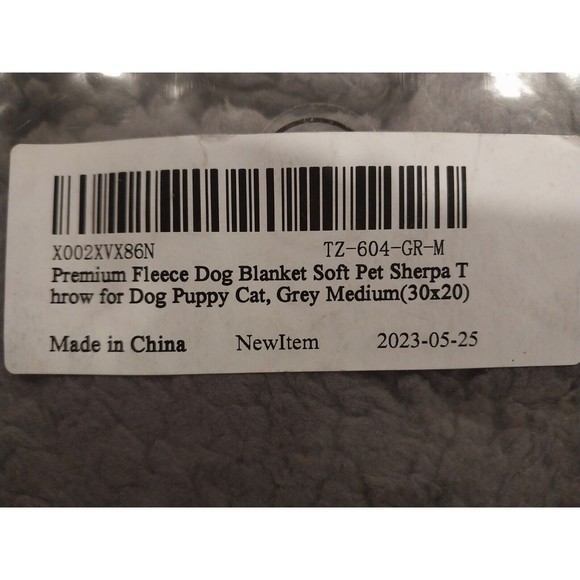 X002XVX86N TZ-604-GR-M
Premium Fleece Dog Blanket Soft Pet Sherpa T
hrow for Dog Puppy Cat, Grey Medium(30x20)
Made in China NewItem 2023-05-25